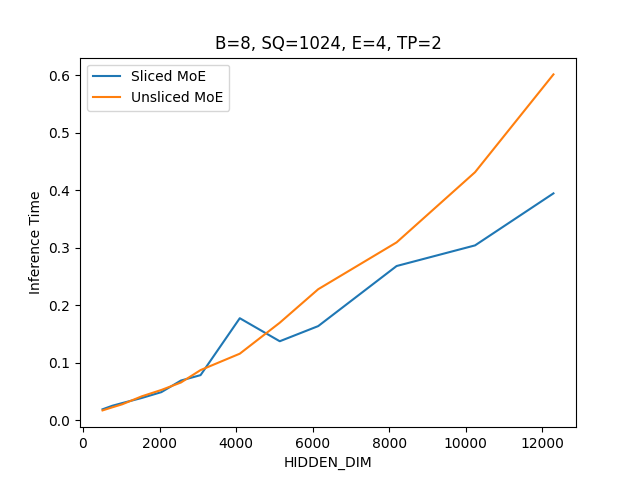 B=8, SQ=1024, E=4, TP=2
Sliced MoE
Unsliced MoE
Inference Time
0.6
0.5
0.4
0.3
0.2
0.1
0.0
0 2000 4000 6000 8000 10000 12000
HIDDEN_DIM